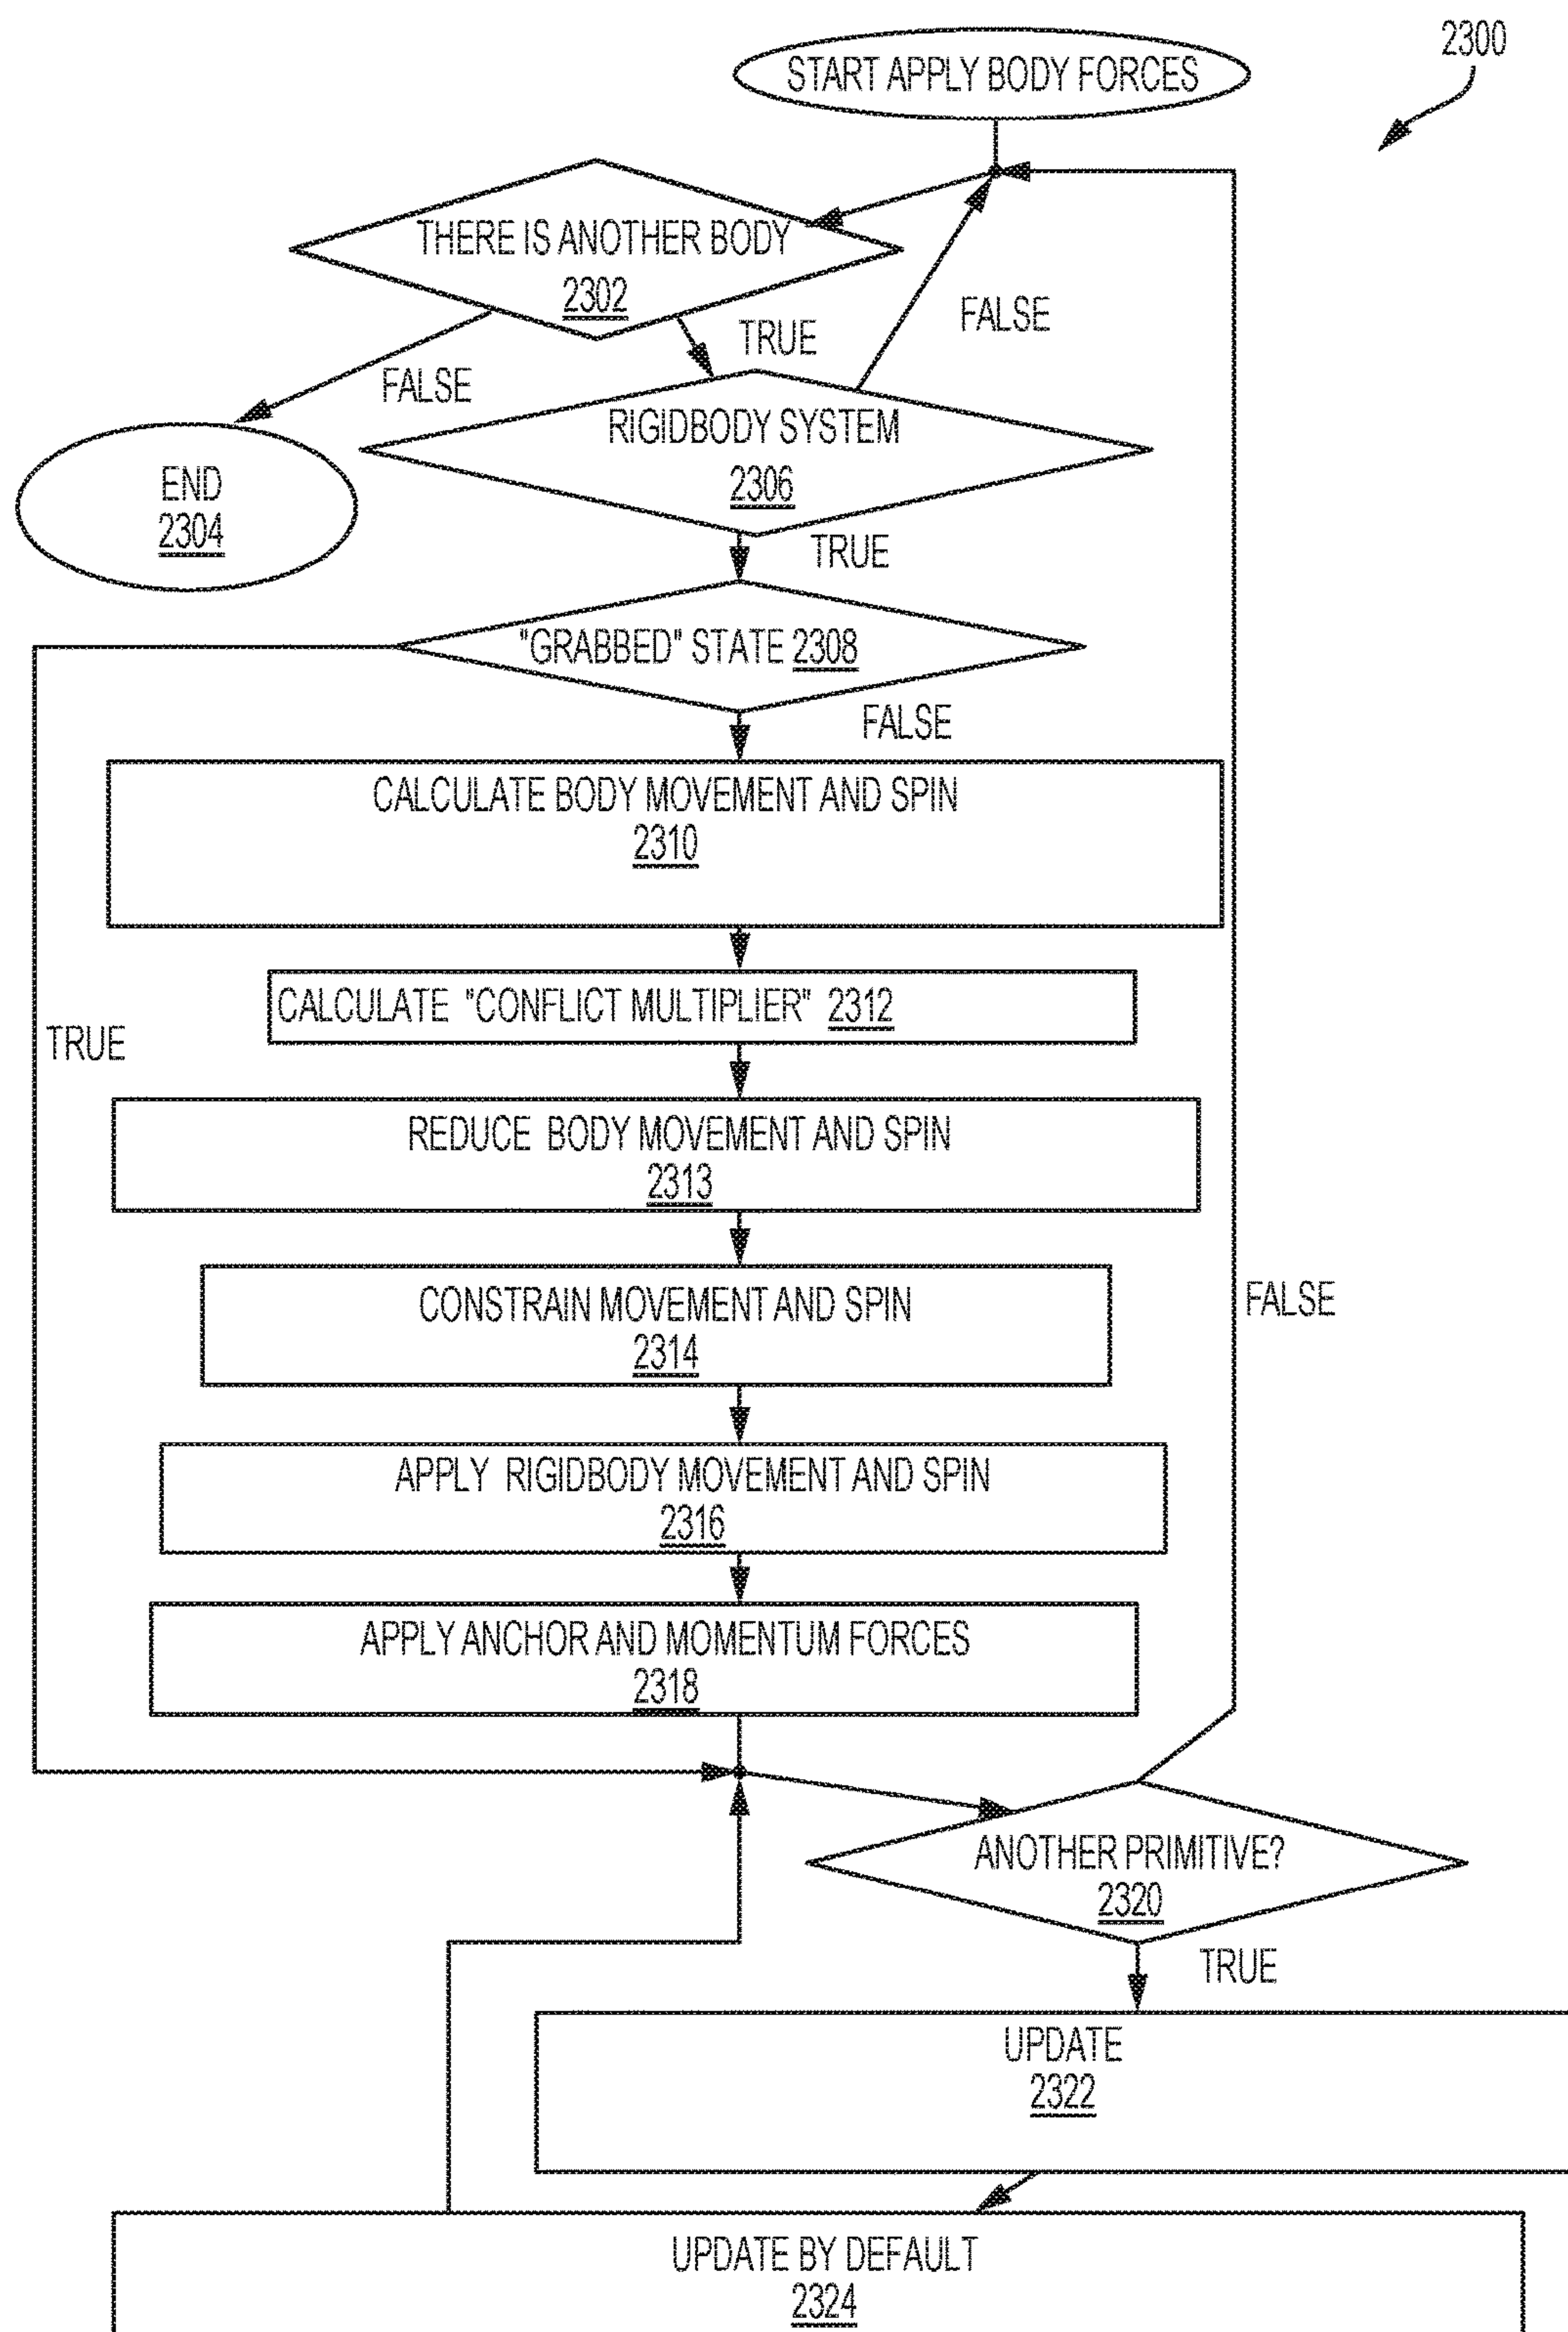 2300
START APPLY BODY FORCES
THERE IS ANOTHER BODY
2302
FALSE
TRUE
FALSE
RIGIDBODY SYSTEM
2306
END
2304
TRUE
"GRABBED" STATE 2308
FALSE
CALCULATE BODY MOVEMENT AND SPIN
2310
CALCULATE "CONFLICT MULTIPLIER" 2312
TRUE
REDUCE BODY MOVEMENT AND SPIN
2313
CONSTRAIN MOVEMENT AND SPIN
2314
FALSE
APPLY RIGIDBODY MOVEMENT AND SPIN
2316
APPLY ANCHOR AND MOMENTUM FORCES
2318
ANOTHER PRIMITIVE?
2320
TRUE
UPDATE
2322
UPDATE BY DEFAULT
2324